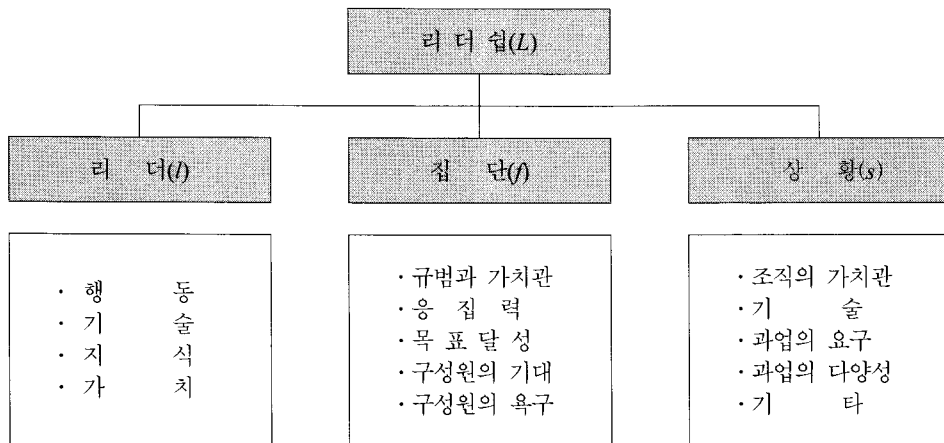 리 더 쉽(L)
리 더(l)
집 단(f)
상 황(s)
· 행 동
· 기 술
· 지 식
· 가 치
· 규범과 가치관
· 응 집 력
· 목 표 달 성
· 구성원의 기대
· 구성원의 욕구
· 조직의 가치관
· 기 술
· 과업의 요구
· 과업의 다양성
· 기 타